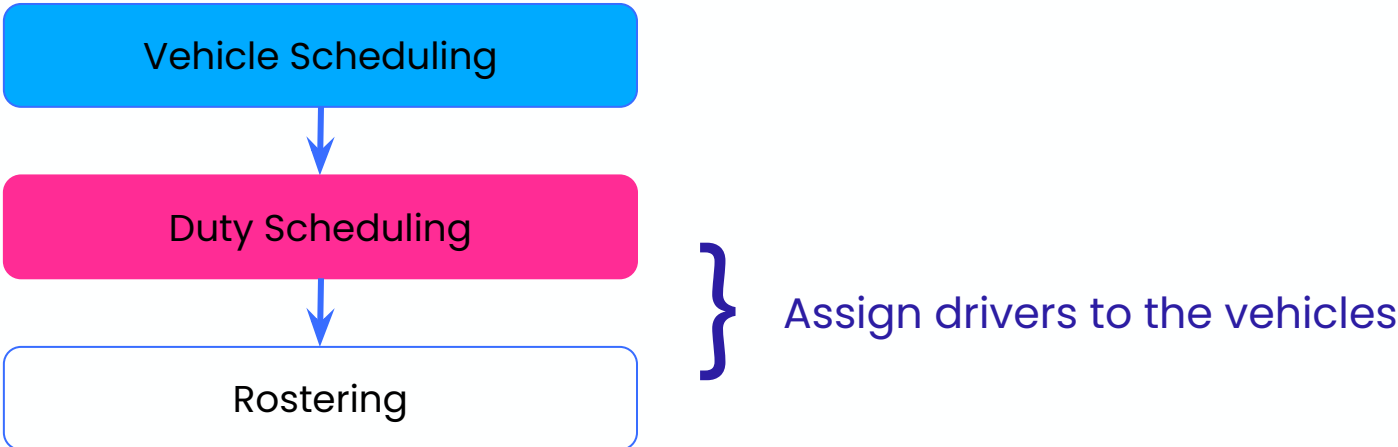 Vehicle Scheduling
Duty Scheduling
} Assign drivers to the vehicles
Rostering